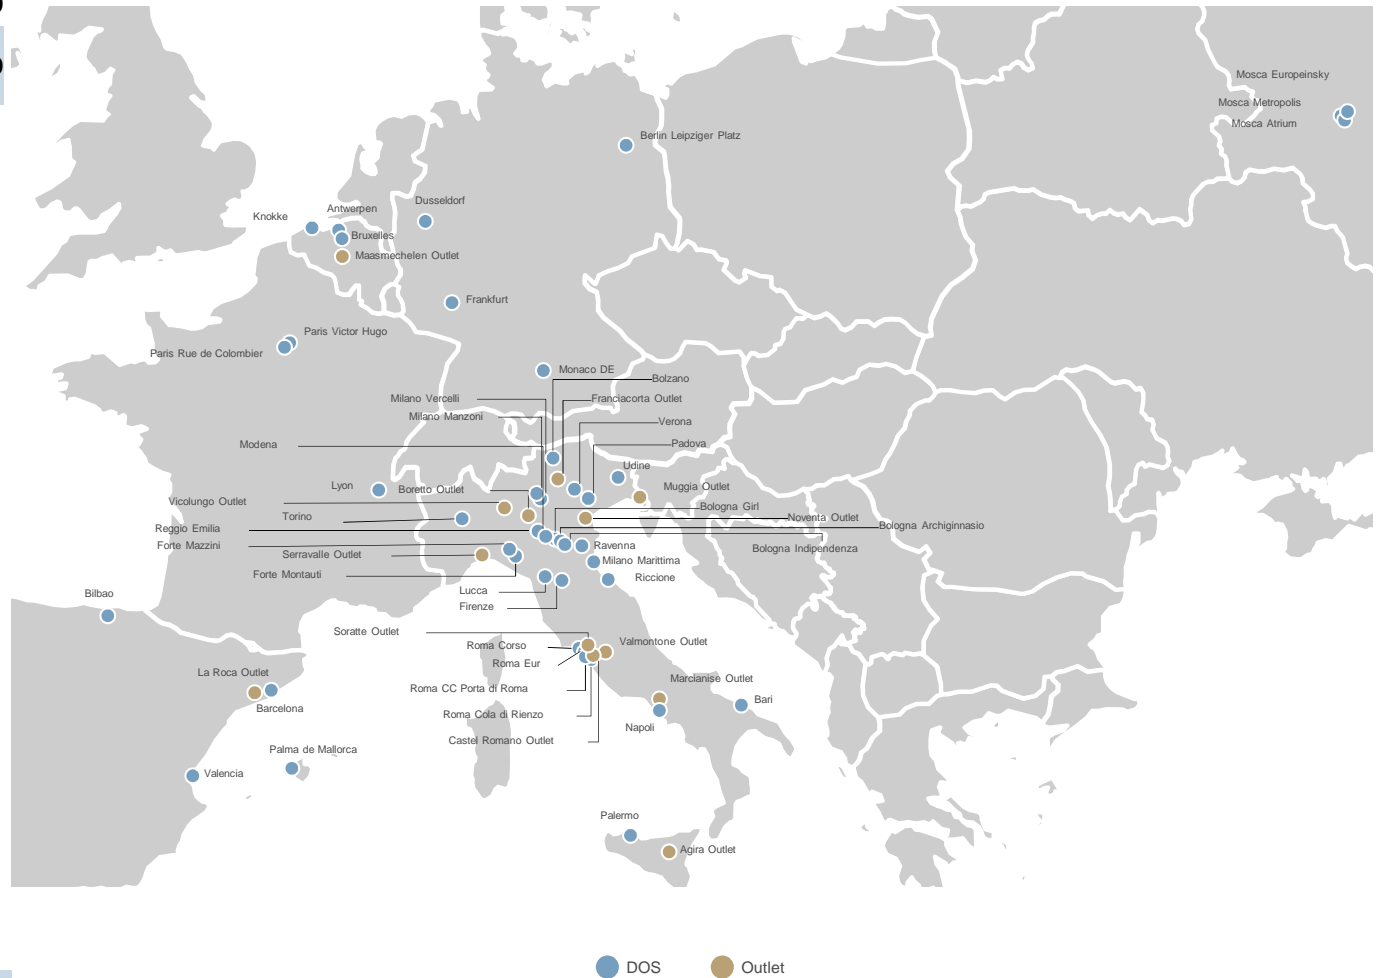 Mosca Europeinsky
Mosca Metropolis
Mosca Atrium
Berlin Leipziger Platz
Dusseldorf
Antwerpen
Knokke
Bruxelles
Maasmechelen Outlet
Frankfurt
Paris Victor Hugo
Paris Rue de Colombier
Monaco DE
Bolzano
Milano Vercelli
Franciacorta Outlet
Milano Manzoni
Verona
Modena
Padova
Udine
Lyon
Boretto Outlet
Muggia Outlet
Vicolungo Outlet
Bologna Girl
Torino
Noventa Outlet
Reggio Emilia
Bologna Archiginnasio
Forte Mazzini
Ravenna
Serravalle Outlet
Bologna Indipendenza
Milano Marittima
Forte Montauti
Riccione
Lucca
Bilbao
Firenze
Soratte Outlet
Roma Corso
Valmontone Outlet
Roma Eur
La Roca Outlet
Marcianise Outlet
Roma CC Porta di Roma
Bari
Barcelona
Roma Cola di Rienzo
Napoli
Castel Romano Outlet
Palma de Mallorca
Valencia
Palermo
Agira Outlet
DOS
Outlet